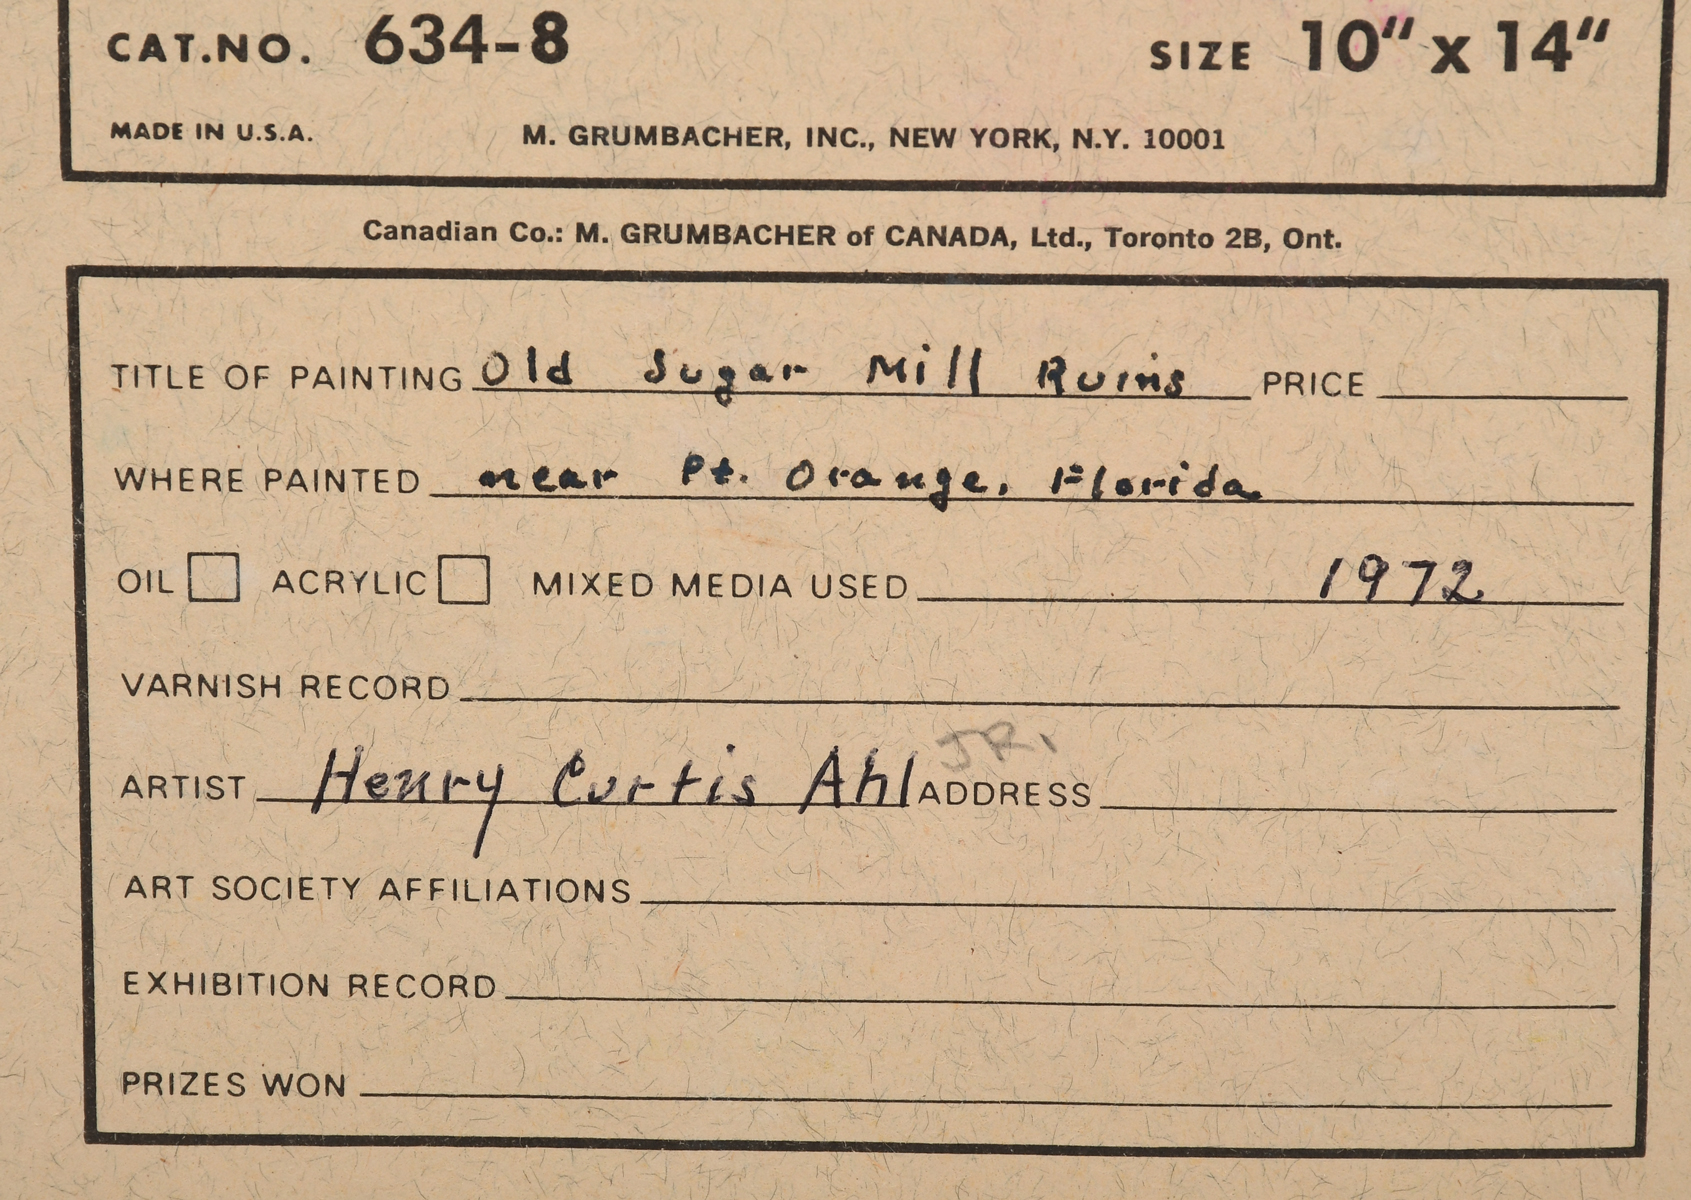 CAT.NO. 634-8 SIZE 10" x 14"
MADE IN U.S.A. M. GRUMBACHER, INC., NEW YORK, N.Y. 10001
Canadian Co.: M. GRUMBACHER of CANADA, Ltd., Toronto 2B, Ont.
TITLE OF PAINTING Old Sugar Mill Ruins PRICE
WHERE PAINTED near Pt. Orange, Florida
OIL ACRYLIC MIXED MEDIA USED 1972
VARNISH RECORD
ARTIST Henry Curtis Ahl JR. ADDRESS
ART SOCIETY AFFILIATIONS
EXHIBITION RECORD
PRIZES WON